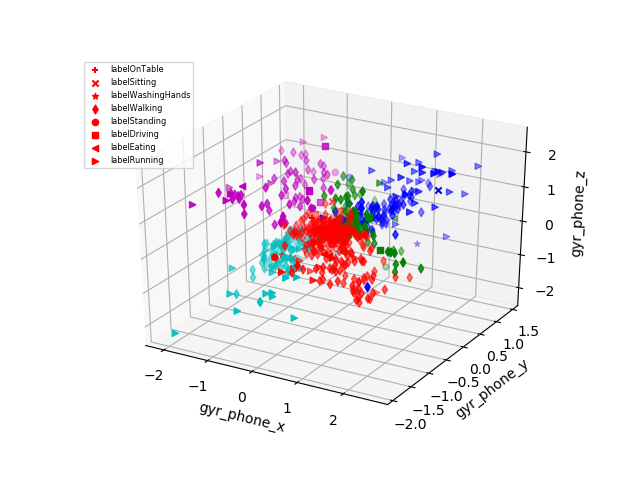 labelOnTable
labelSitting
labelWashingHands
labelWalking
labelStanding
labelDriving
labelEating
labelRunning
2
1
0
−1
−2
gyr_phone_z
−2
−1
0
1
2
gyr_phone_x
−2.0
−1.5
−1.0
−0.5
0.0
0.5
1.0
1.5
gyr_phone_y